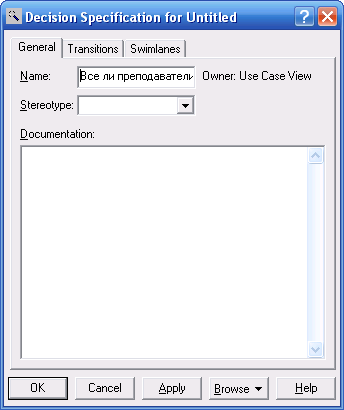 Decision Specification for Untitled
General Transitions Swimlanes
Name: Все ли преподаватели Owner: Use Case View
Stereotype:
Documentation:
OK Cancel Apply Browse Help